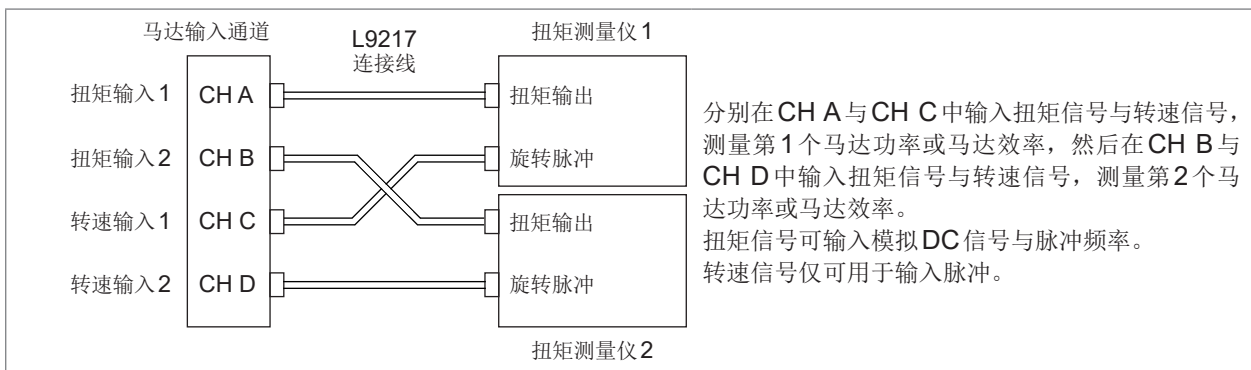 马达输入通道
L9217
连接线
扭矩测量仪1
扭矩输入1
CH A
扭矩输出
扭矩输入2
CH B
旋转脉冲
转速输入1
CH C
扭矩输出
转速输入2
CH D
旋转脉冲
扭矩测量仪2
分别在CH A与CH C中输入扭矩信号与转速信号，
测量第1个马达功率或马达效率，然后在CH B与
CH D中输入扭矩信号与转速信号，测量第2个马
达功率或马达效率。
扭矩信号可输入模拟DC信号与脉冲频率。
转速信号仅可用于输入脉冲。